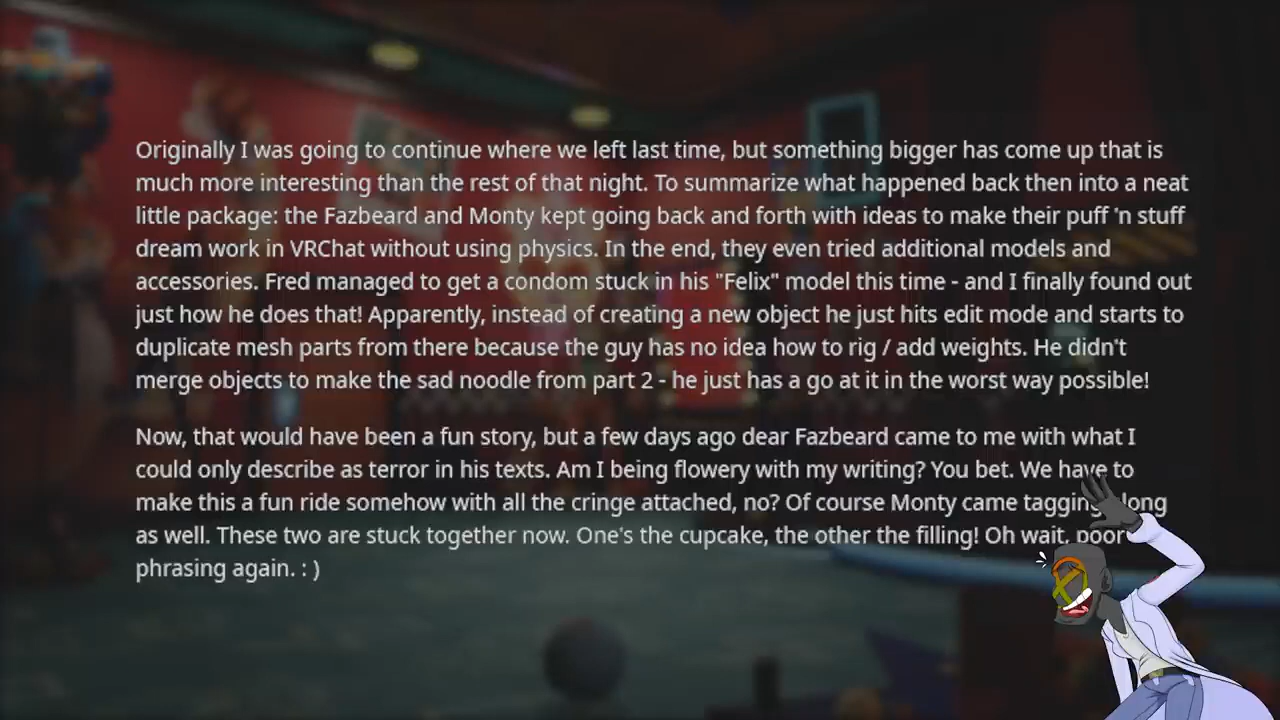 Originally I was going to continue where we left last time, but something bigger has come up that is
much more interesting than the rest of that night. To summarize what happened back then into a neat
little package: the Fazbeard and Monty kept going back and forth with ideas to make their puff 'n stuff
dream work in VRChat without using physics. In the end, they even tried additional models and
accessories. Fred managed to get a condom stuck in his "Felix" model this time - and I finally found out
just how he does that! Apparently, instead of creating a new object he just hits edit mode and starts to
duplicate mesh parts from there because the guy has no idea how to rig / add weights. He didn't
merge objects to make the sad noodle from part 2 - he just has a go at it in the worst way possible!
Now, that would have been a fun story, but a few days ago dear Fazbeard came to me with what I
could only describe as terror in his texts. Am I being flowery with my writing? You bet. We have to
make this a fun ride somehow with all the cringe attached, no? Of course Monty came tagging along
as well. These two are stuck together now. One's the cupcake, the other the filling! Oh wait, poor
phrasing again. : )